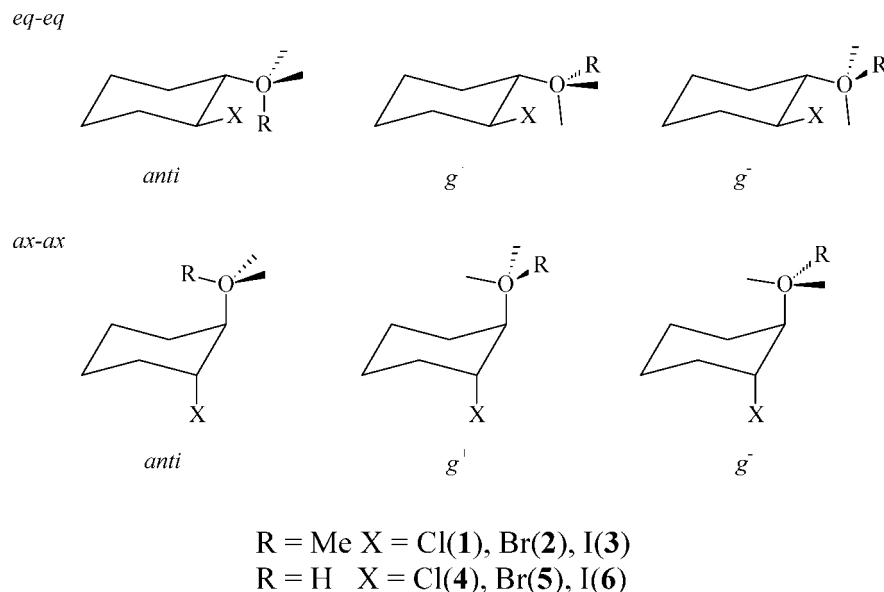 eq-eq
O X R
O R X
O R X
anti g· g-
ax-ax
R O X
O R X
R O X
anti g| g-
R = Me X = Cl(1), Br(2), I(3)
R = H X = Cl(4), Br(5), I(6)